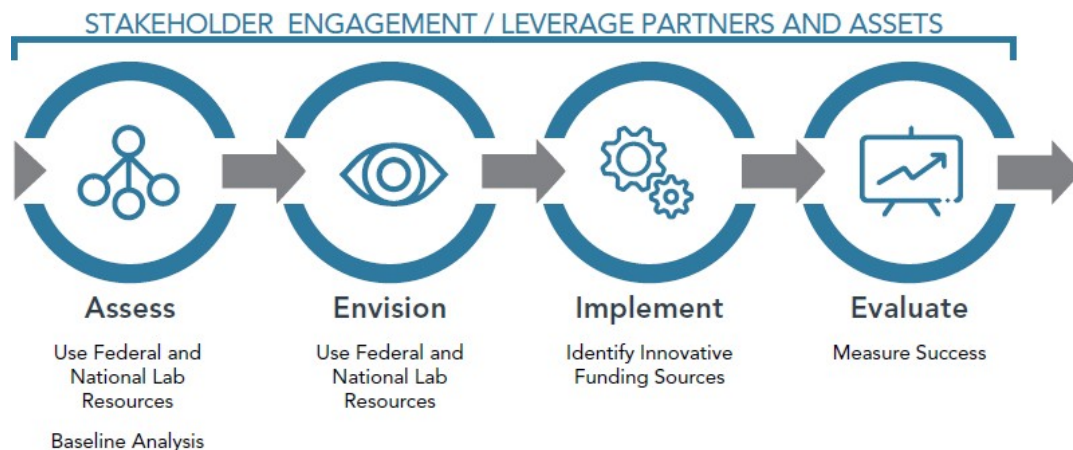 STAKEHOLDER ENGAGEMENT / LEVERAGE PARTNERS AND ASSETS
Assess
Use Federal and
National Lab
Resources
Baseline Analysis
Envision
Use Federal and
National Lab
Resources
Implement
Identify Innovative
Funding Sources
Evaluate
Measure Success